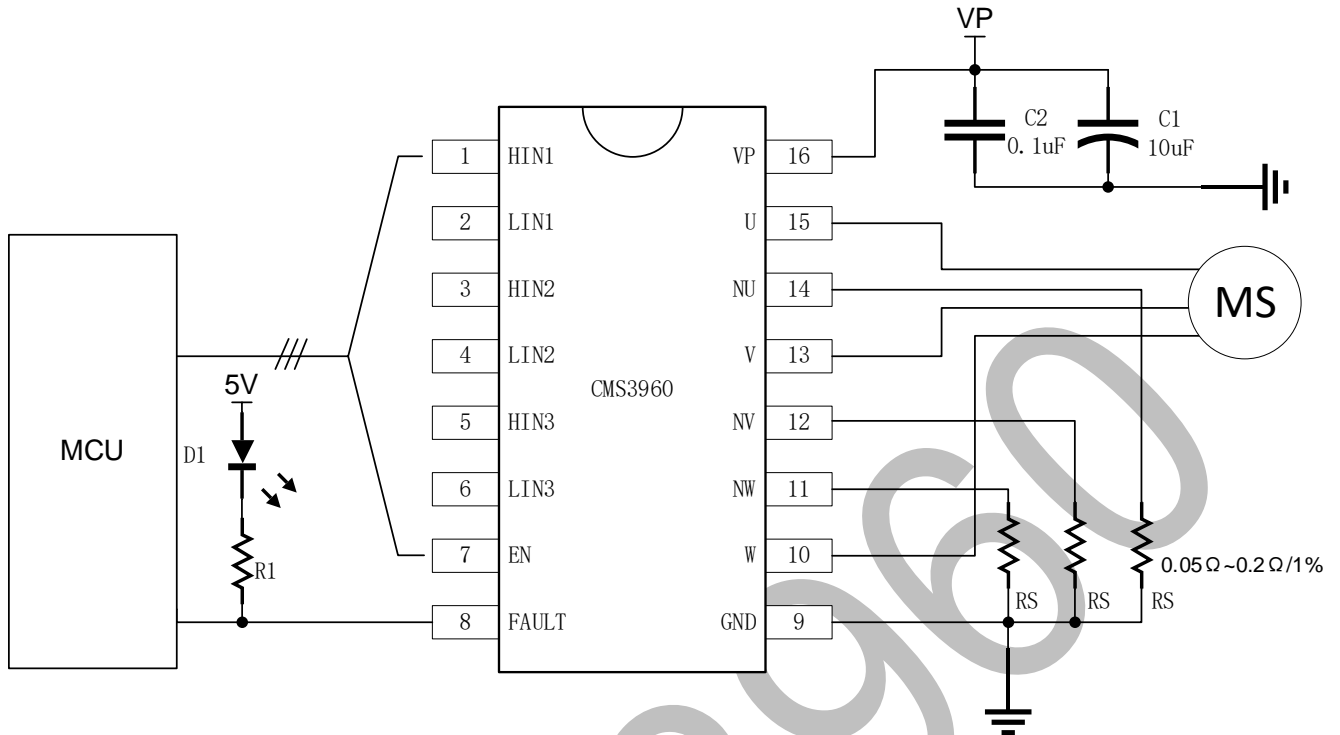 VP
C2
0.1uF
C1
10uF
1 HIN1
2 LIN1
3 HIN2
4 LIN2
5 HIN3
6 LIN3
7 EN
8 FAULT
CMS3960
VP 16
U 15
NU 14
V 13
NV 12
NW 11
W 10
GND 9
MCU
5V
D1
R1
MS
0.05Ω~0.2Ω/1%
RS
RS
RS
960